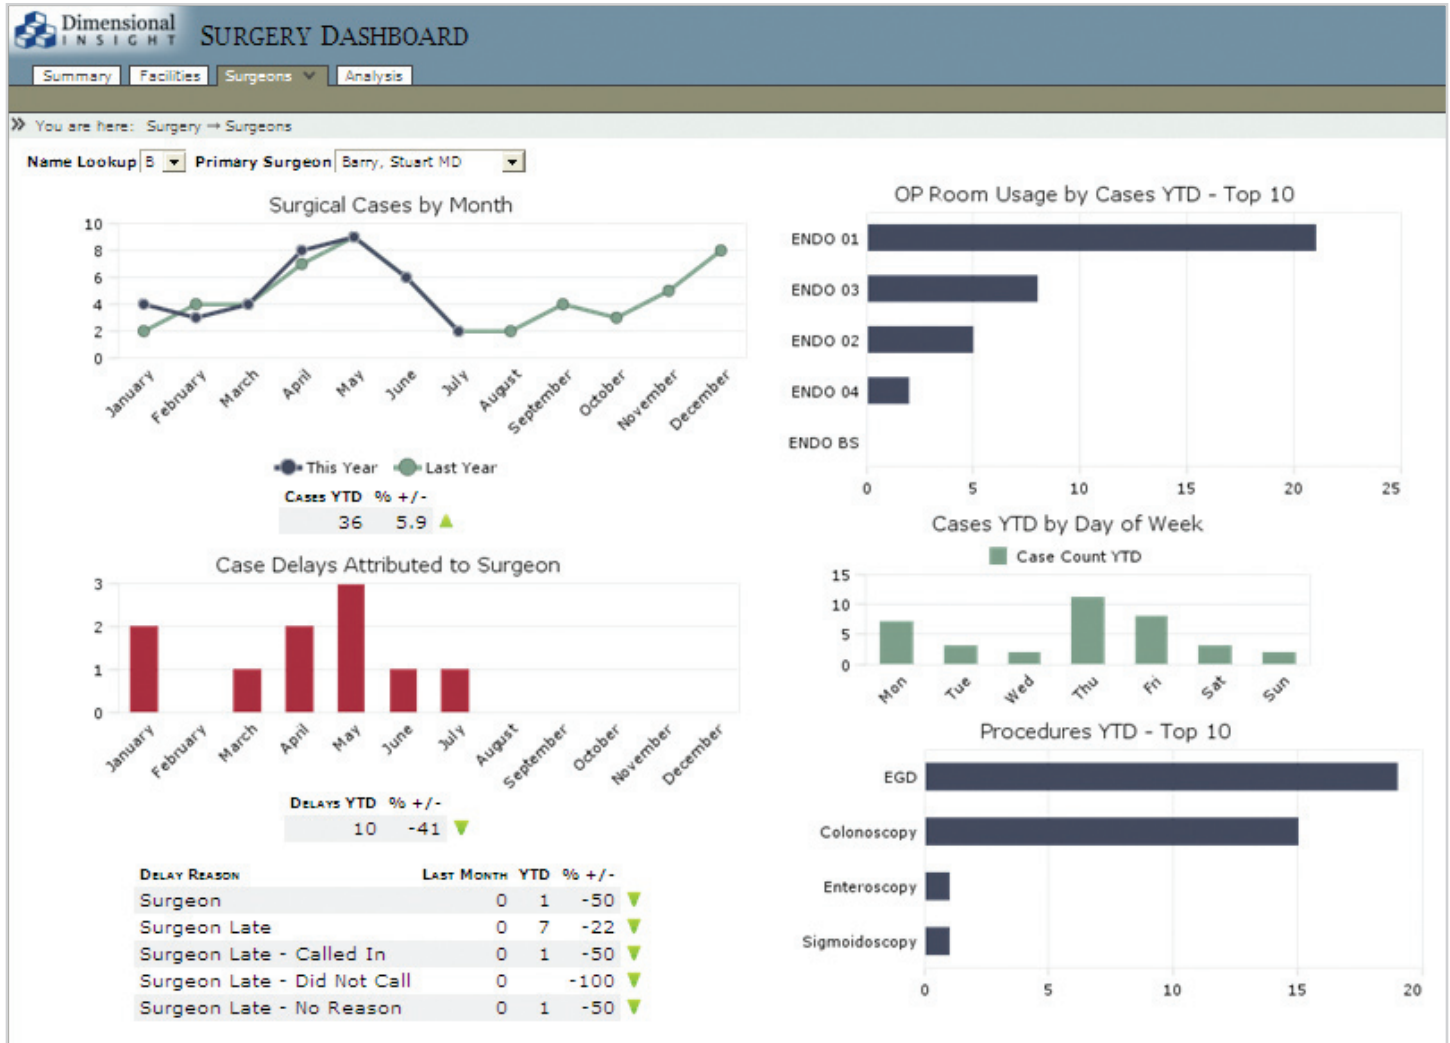 Dimensional
INSIGHT
SURGERY DASHBOARD
Summary Facilities Surgeons Analysis
You are here: Surgery → Surgeons
Name Lookup B Primary Surgeon Barry, Stuart MD
Surgical Cases by Month
10
8
6
4
2
0
January February March April May June July August September October November December
This Year Last Year
CASES YTD % +/-
36 5.9
Case Delays Attributed to Surgeon
3
2
1
0
January February March April May June July August September October November December
DELAYS YTD % +/-
10 -41
DELAY REASON LAST MONTH YTD % +/-
Surgeon 0 1 -50
Surgeon Late 0 7 -22
Surgeon Late - Called In 0 1 -50
Surgeon Late - Did Not Call 0 -100
Surgeon Late - No Reason 0 1 -50
OP Room Usage by Cases YTD - Top 10
ENDO 01
ENDO 03
ENDO 02
ENDO 04
ENDO BS
0 5 10 15 20 25
Cases YTD by Day of Week
Case Count YTD
15
10
5
0
Mon Tue Wed Thu Fri Sat Sun
Procedures YTD - Top 10
EGD
Colonoscopy
Enteroscopy
Sigmoidoscopy
0 5 10 15 20